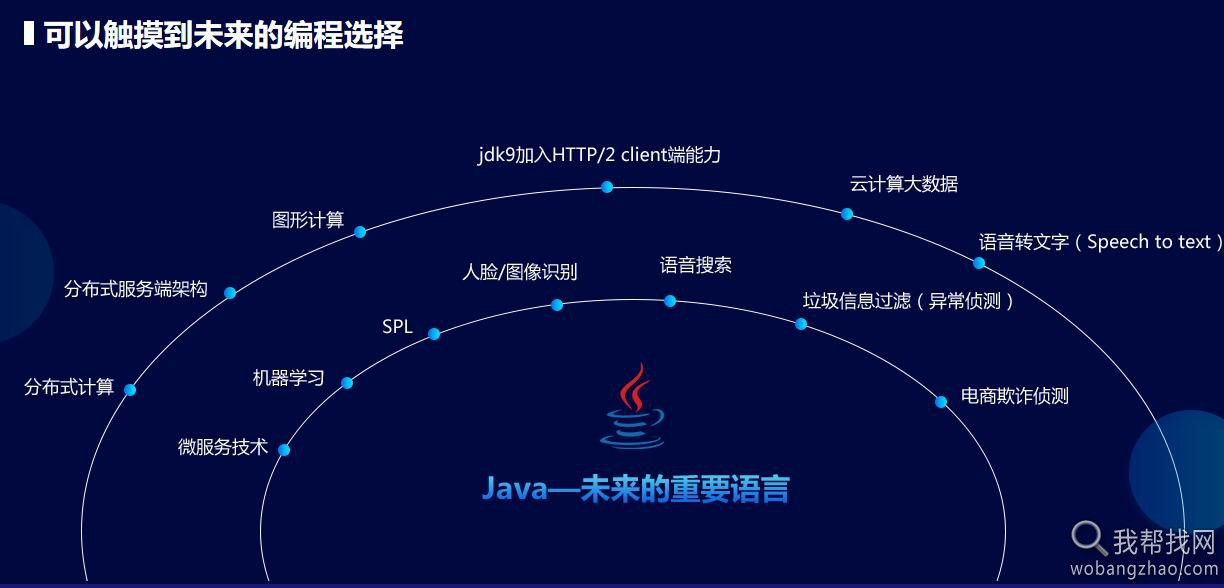 可以触摸到未来的编程选择
jdk9加入HTTP/2 client端能力
云计算大数据
图形计算
语音转文字（Speech to text）
人脸/图像识别
语音搜索
分布式服务端架构
垃圾信息过滤（异常侦测）
SPL
机器学习
分布式计算
电商欺诈侦测
微服务技术
Java—未来的重要语言
我帮找网
wobangzhao.com